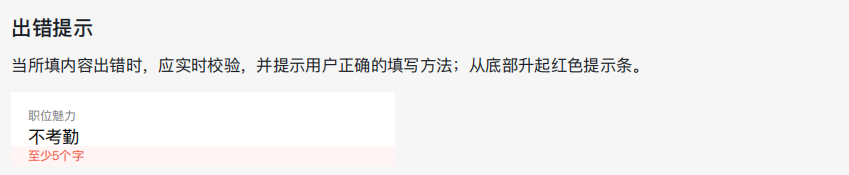 出错提示
当所填内容出错时，应实时校验，并提示用户正确的填写方法；从底部升起红色提示条。
职位魅力
不考勤
至少5个字